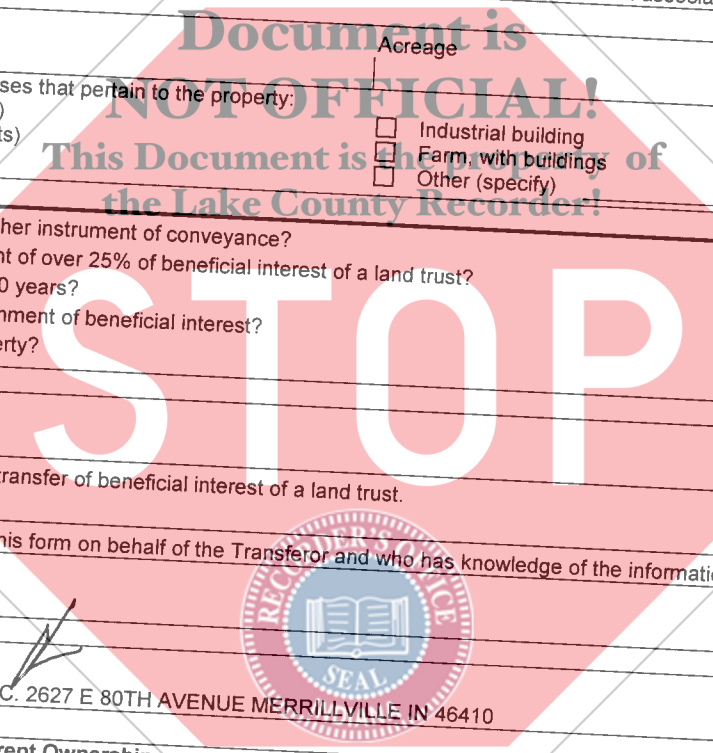 Document is
Acreage
NOT OFFICIAL!
ses that pertain to the property:
)
ts)
Industrial building
Farm, with buildings
Other (specify)
This Document is the property of
the Lake County Recorder!
her instrument of conveyance?
nt of over 25% of beneficial interest of a land trust?
0 years?
nment of beneficial interest?
erty?
STOP
transfer of beneficial interest of a land trust.
his form on behalf of the Transferor and who has knowledge of the informati
RECORDER'S OFFICE
SEAL
C. 2627 E 80TH AVENUE MERRILLVILLE IN 46410
rent Ownership